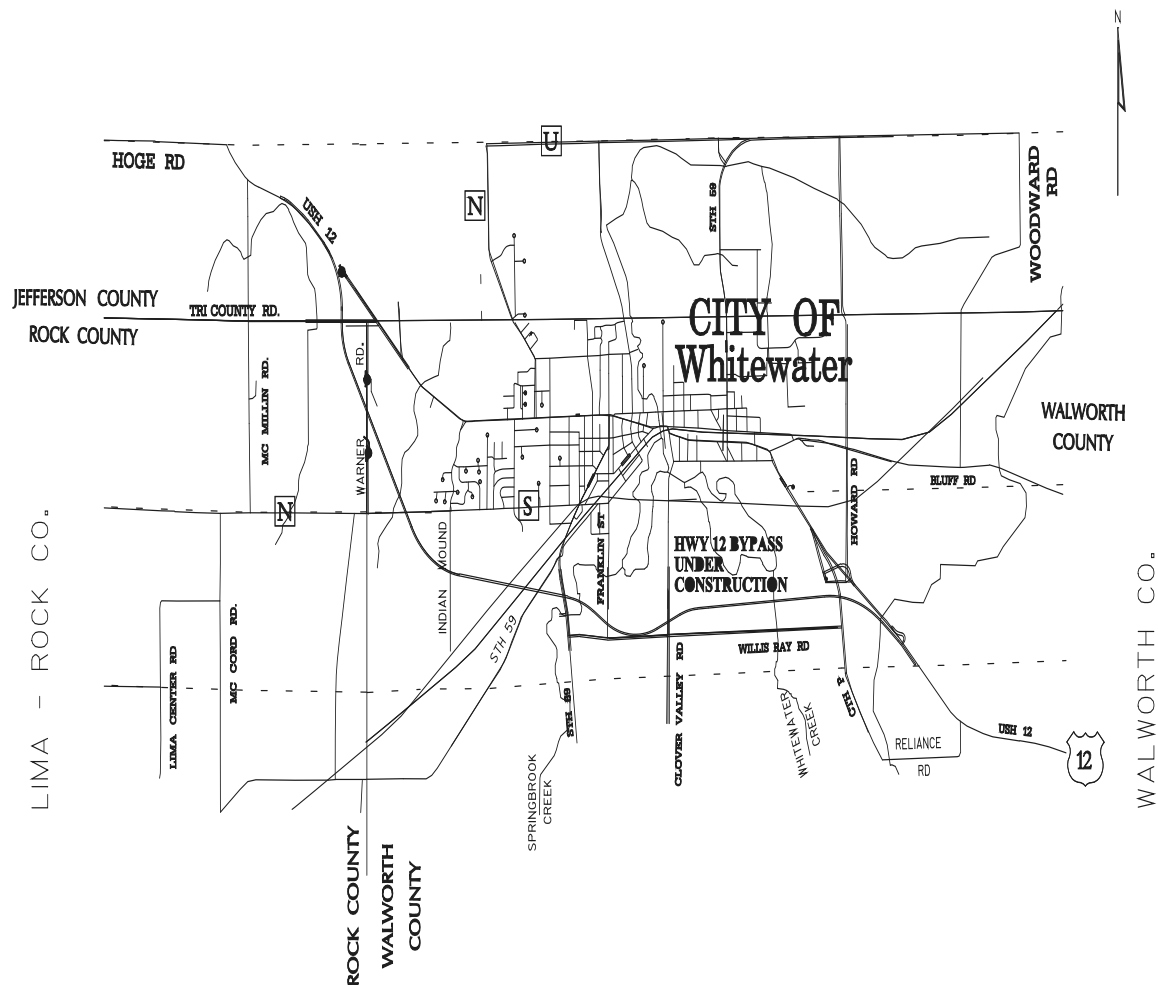 N
U
HOGE RD
WOODWARD
RD
N
STH 59
USH 12
JEFFERSON COUNTY
TRI COUNTY RD.
ROCK COUNTY
CITY OF
Whitewater
MC MILLIN RD.
WARNER RD.
WALWORTH
COUNTY
HOWARD RD
BLUFF RD
N
S
LIMA - ROCK CO.
INDIAN MOUND
FRANKLIN ST
HWY 12 BYPASS
UNDER
CONSTRUCTION
WALWORTH CO.
MC CORD RD.
LIMA CENTER RD
STH 59
WILLIS RAY RD
STH 59
CLOVER VALLEY RD
WHITEWATER
CREEK
CTH P
RELIANCE
RD
USH 12
12
SPRINGBROOK
CREEK
ROCK COUNTY
WALWORTH
COUNTY